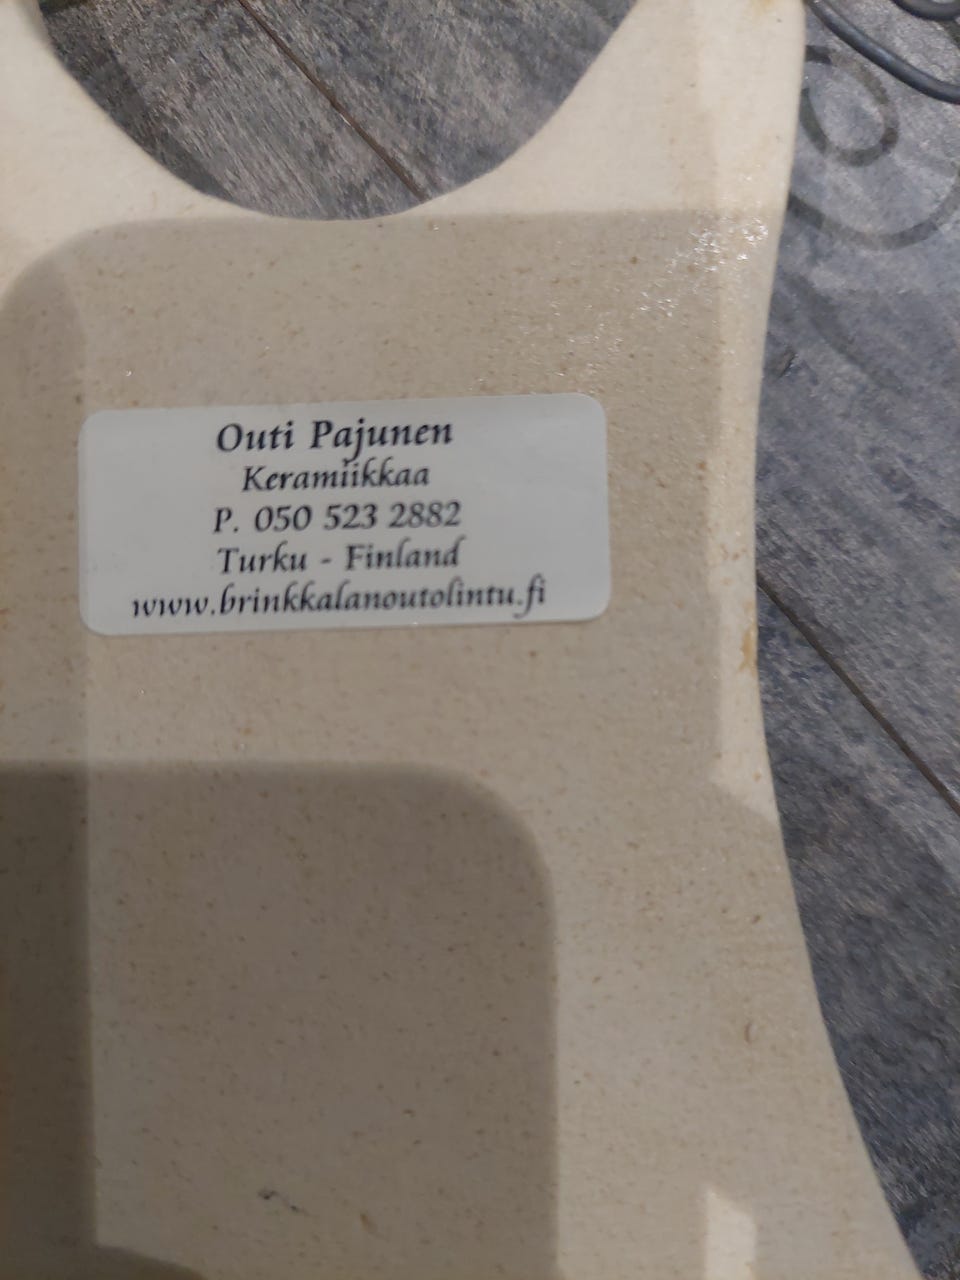 Outi Pajunen
Keramiikkaa
P. 050 523 2882
Turku - Finland
www.brinkkalanoutolintu.fi